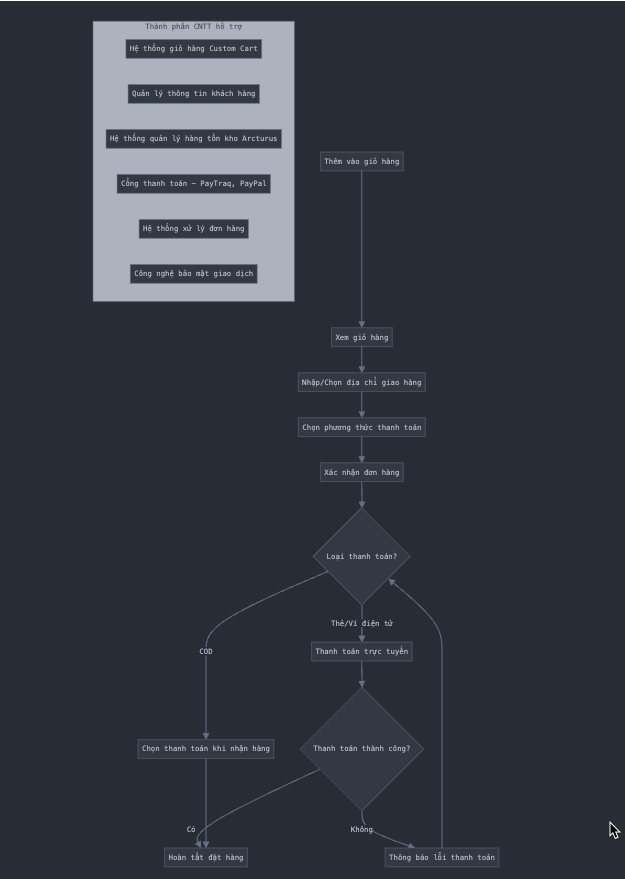 Thành phần CNTT hỗ trợ
Hệ thống giỏ hàng Custom Cart
Quản lý thông tin khách hàng
Hệ thống quản lý hàng tồn kho Arcturus
Cổng thanh toán - PayTraq, PayPal
Hệ thống xử lý đơn hàng
Công nghệ bảo mật giao dịch
Thêm vào giỏ hàng
Xem giỏ hàng
Nhập/Chọn địa chỉ giao hàng
Chọn phương thức thanh toán
Xác nhận đơn hàng
Loại thanh toán?
Thẻ/Ví điện tử
COD
Thanh toán trực tuyến
Chọn thanh toán khi nhận hàng
Thanh toán thành công?
Có
Không
Hoàn tất đặt hàng
Thông báo lỗi thanh toán